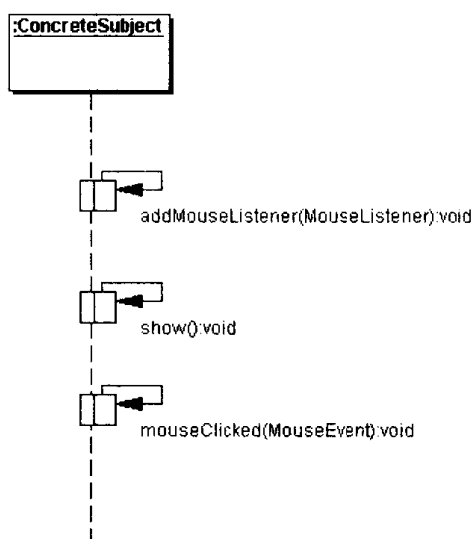 :ConcreteSubject
addMouseListener(MouseListener):void
show():void
mouseClicked(MouseEvent):void